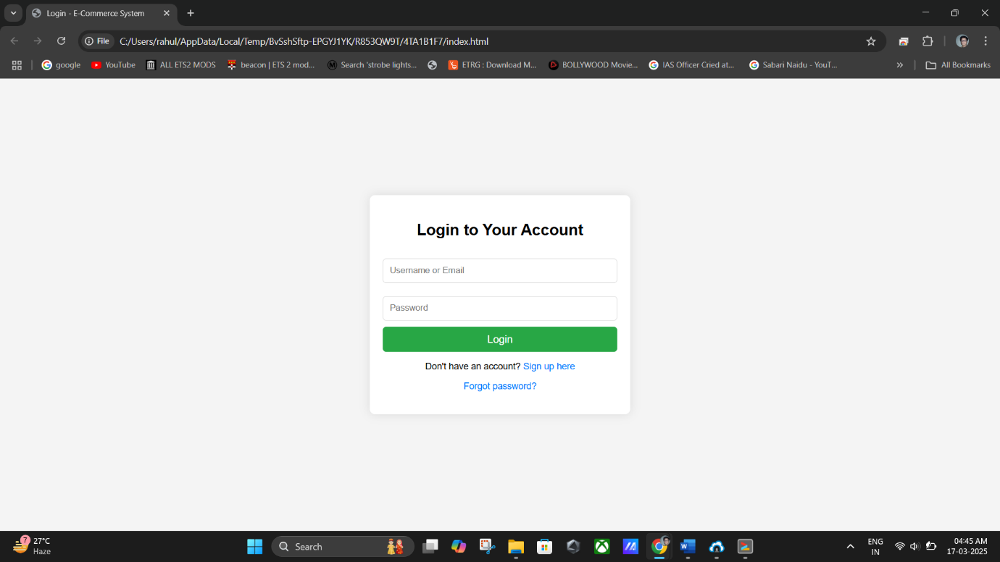 Login - E-Commerce System
File C:/Users/rahul/AppData/Local/Temp/BvSshSftp-EPGYJ1YK/R853QW9T/4TA1B1F7/index.html
google YouTube ALL ETS2 MODS beacon | ETS 2 mod... Search 'strobe lights... ETRG : Download M... BOLLYWOOD Movie... IAS Officer Cried at... Sabari Naidu - YouT... All Bookmarks
Login to Your Account
Username or Email
Password
Login
Don't have an account? Sign up here
Forgot password?
7 27°C Search ENG 04:45 AM
Haze IN 17-03-2025